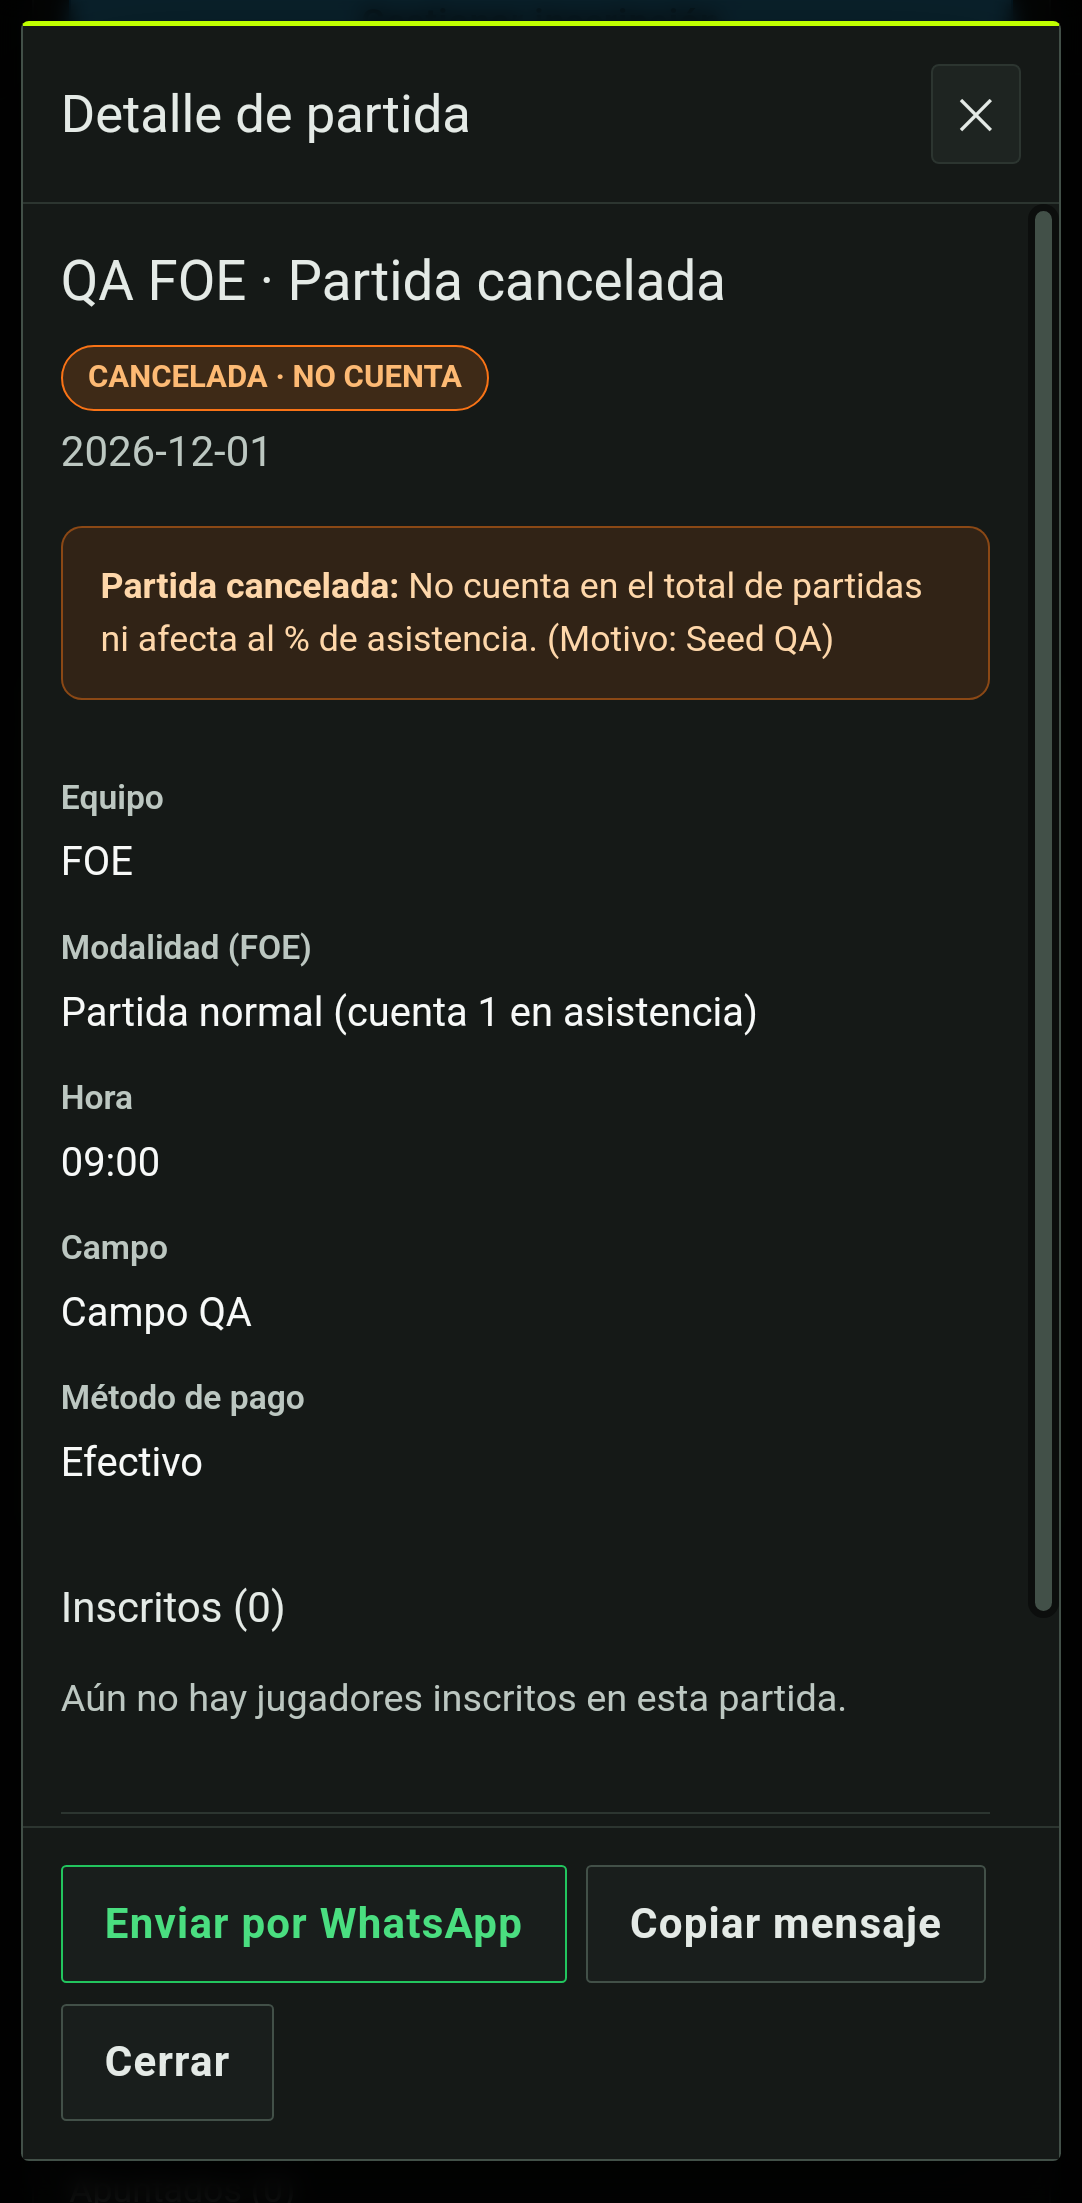 Detalle de partida
QA FOE · Partida cancelada
CANCELADA · NO CUENTA
2026-12-01
Partida cancelada: No cuenta en el total de partidas
ni afecta al % de asistencia. (Motivo: Seed QA)
Equipo
FOE
Modalidad (FOE)
Partida normal (cuenta 1 en asistencia)
Hora
09:00
Campo
Campo QA
Método de pago
Efectivo
Inscritos (0)
Aún no hay jugadores inscritos en esta partida.
Enviar por WhatsApp
Copiar mensaje
Cerrar
Apuntados (0)